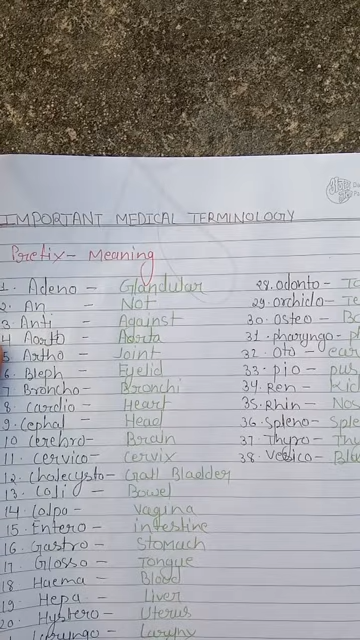 IMPORTANT MEDICAL TERMINOLOGY
Prefix - Meaning
1. Adeno - Glandular
2. An - Not
3 Anti - Against
4 Aorto - Aorta
5. Artho - Joint
6. Bleph - Eyelid
7 Broncho - Bronchi
8. Cardio - Heart
9. Cephal - Head
10 Cerebro - Brain
11. Cervico - Cervix
12. Cholecysto - Gall Bladder
13. Coli - Bowel
14. Colpo - Vagina
15. Entero - intestine
16. Gastro - Stomach
17. Glosso - Tongue
18 Haema - Blood
19. Hepa - Liver
20. Hystero - Uterus
Laryngo - Larynx
28. Odonto -
29. Orchido -
30. Osteo -
31. pharyngo -
32. Oto - ear
33. pio - pus
34. Ren -
35. Rhin -
36. Spleno -
37. Thyro -
38. Vesico -